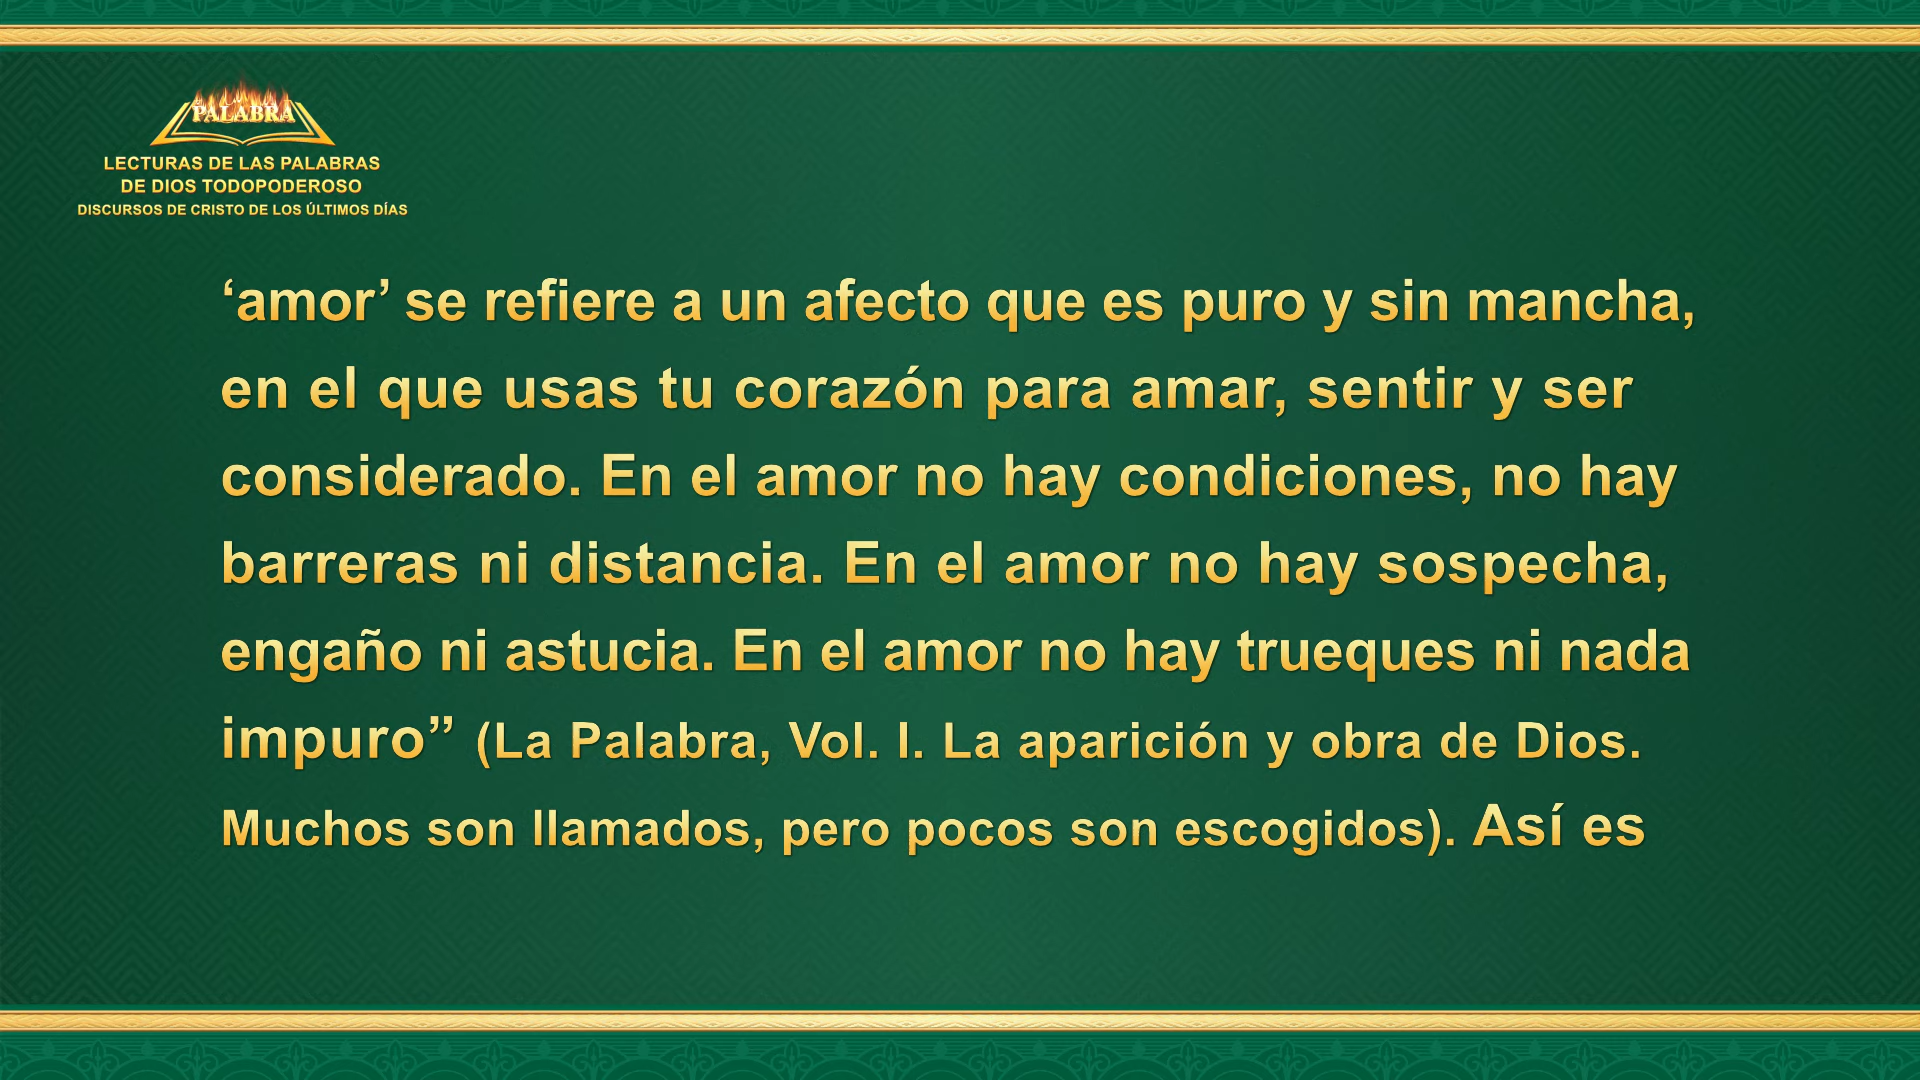 PALABRA
LECTURAS DE LAS PALABRAS
DE DIOS TODOPODEROSO
DISCURSOS DE CRISTO DE LOS ÚLTIMOS DÍAS
‘amor’ se refiere a un afecto que es puro y sin mancha,
en el que usas tu corazón para amar, sentir y ser
considerado. En el amor no hay condiciones, no hay
barreras ni distancia. En el amor no hay sospecha,
engaño ni astucia. En el amor no hay trueques ni nada
impuro” (La Palabra, Vol. I. La aparición y obra de Dios.
Muchos son llamados, pero pocos son escogidos). Así es